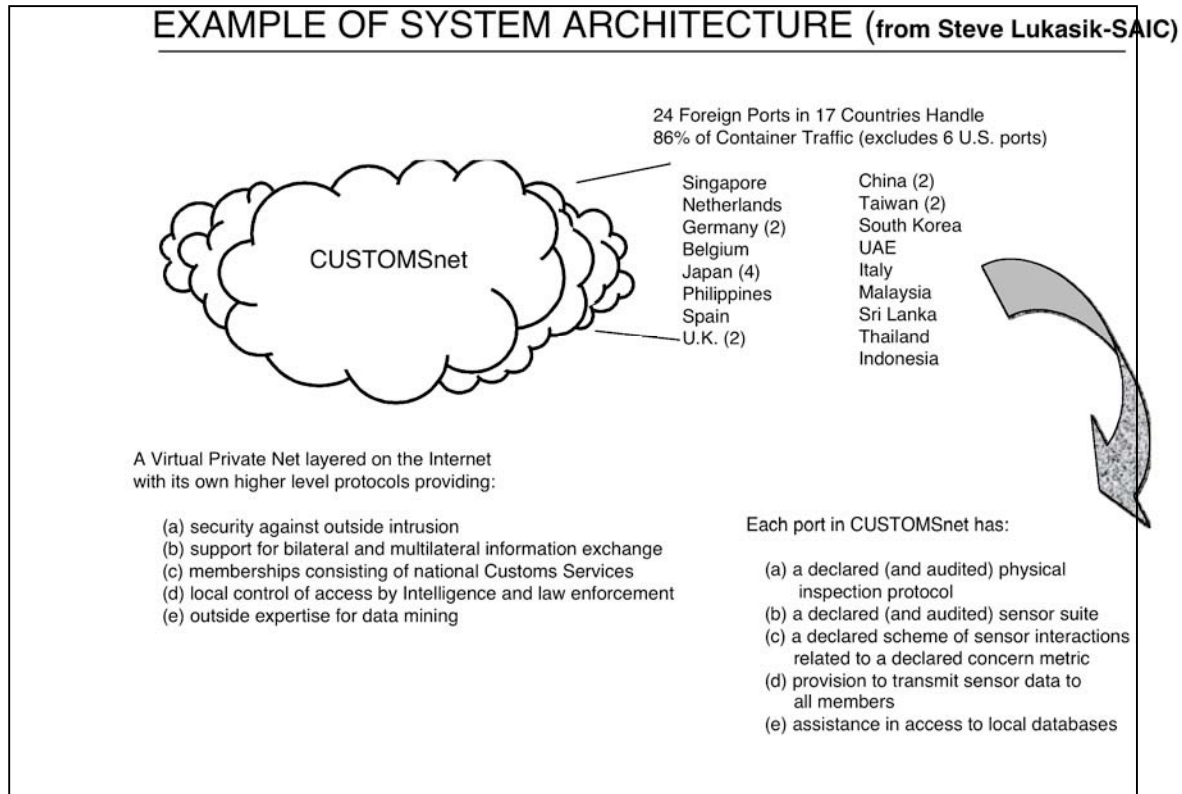 EXAMPLE OF SYSTEM ARCHITECTURE (from Steve Lukasik-SAIC)
24 Foreign Ports in 17 Countries Handle
86% of Container Traffic (excludes 6 U.S. ports)
CUSTOMSnet
Singapore
Netherlands
Germany (2)
Belgium
Japan (4)
Philippines
Spain
U.K. (2)
China (2)
Taiwan (2)
South Korea
UAE
Italy
Malaysia
Sri Lanka
Thailand
Indonesia
A Virtual Private Net layered on the Internet
with its own higher level protocols providing:
(a) security against outside intrusion
(b) support for bilateral and multilateral information exchange
(c) memberships consisting of national Customs Services
(d) local control of access by Intelligence and law enforcement
(e) outside expertise for data mining
Each port in CUSTOMSnet has:
(a) a declared (and audited) physical
inspection protocol
(b) a declared (and audited) sensor suite
(c) a declared scheme of sensor interactions
related to a declared concern metric
(d) provision to transmit sensor data to
all members
(e) assistance in access to local databases